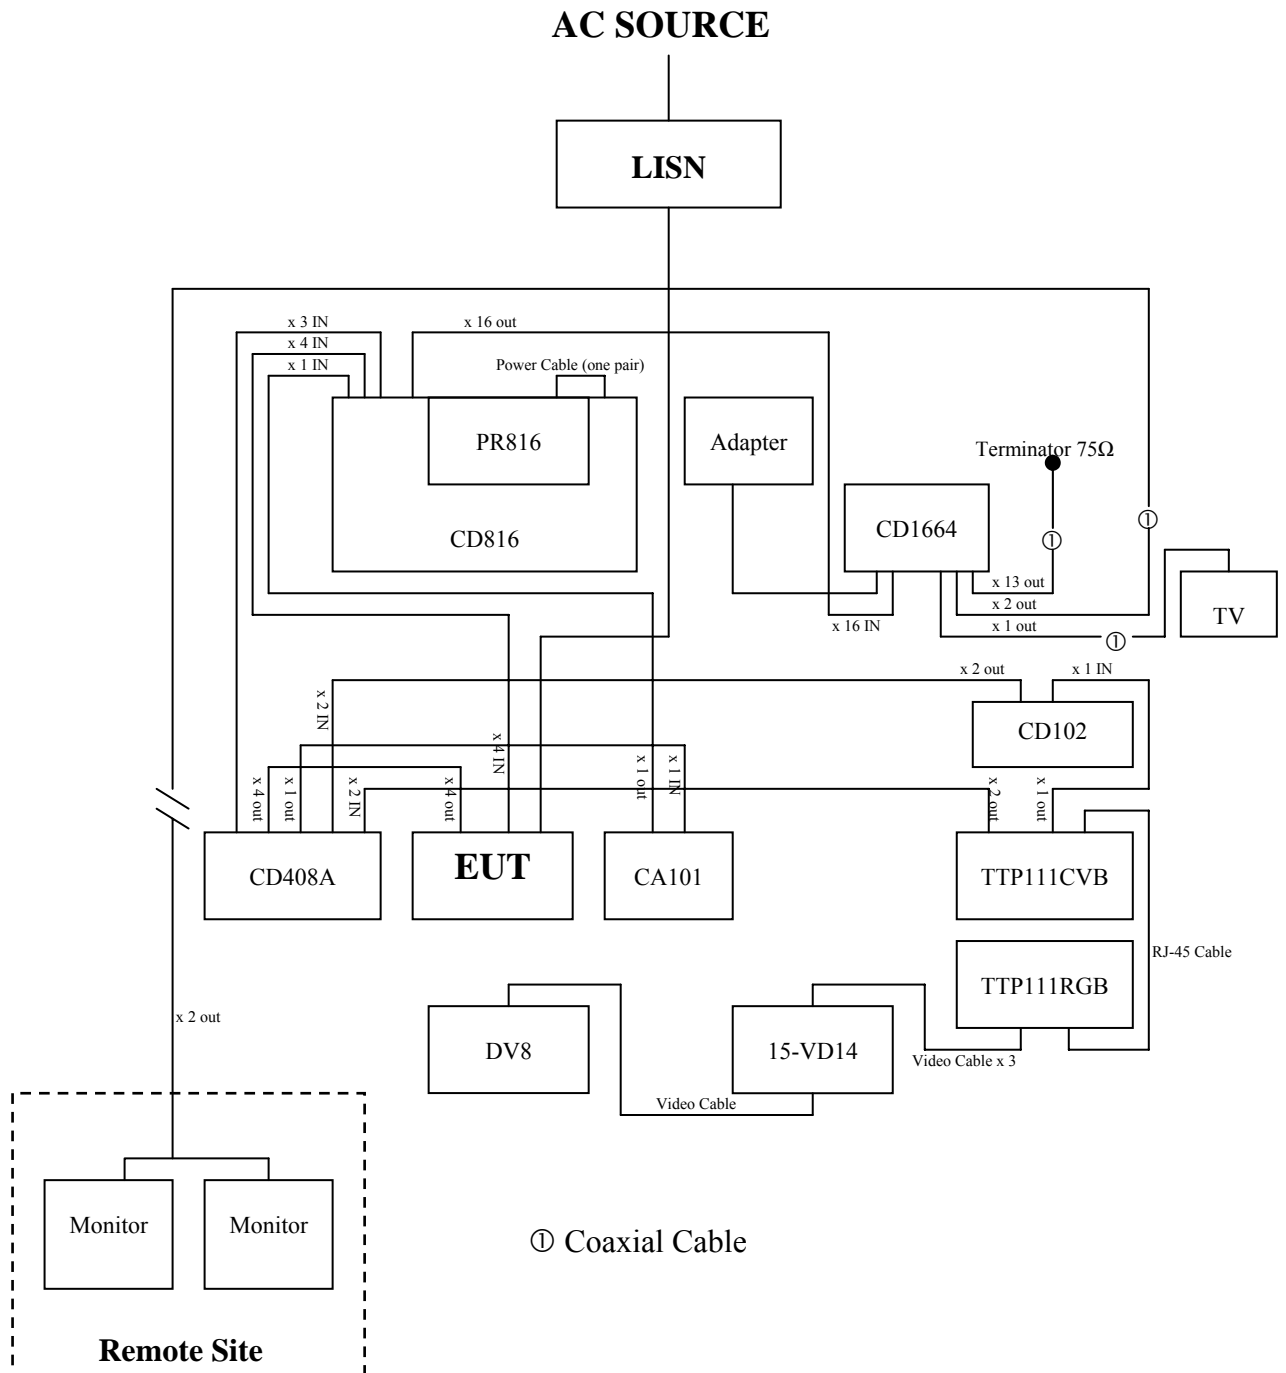 AC SOURCE
LISN
x 3 IN
x 16 out
x 4 IN
x 1 IN
Power Cable (one pair)
PR816
Adapter
Terminator 75Ω
CD816
CD1664
①
①
x 13 out
x 2 out
x 16 IN
x 1 out
①
TV
x 2 out
x 1 IN
x 2 IN
CD102
x 4 IN
x 1 out
x 1 IN
x 4 out
x 1 out
x 2 IN
x 4 out
x 2 out
x 1 out
CD408A
EUT
CA101
TTP111CVB
RJ-45 Cable
TTP111RGB
x 2 out
DV8
15-VD14
Video Cable x 3
Video Cable
Monitor
Monitor
① Coaxial Cable
Remote Site